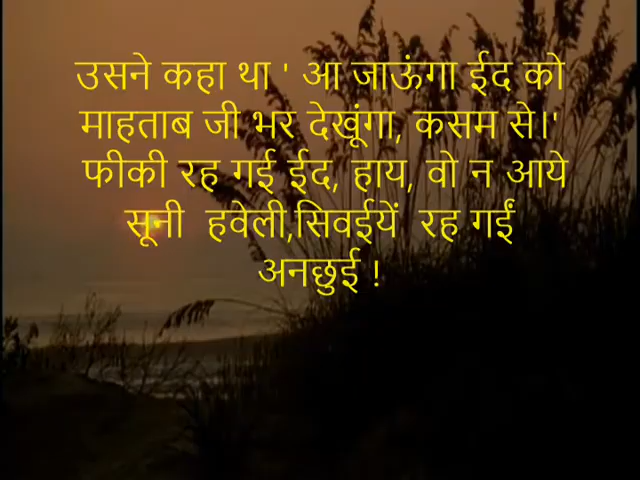 उसने कहा था ' आ जाऊंगा ईद को
माहताब जी भर देखूंगा, कसम से।'
फीकी रह गई ईद, हाय, वो न आये
सूनी हवेली,सिवईयें रह गईं
अनछुई !